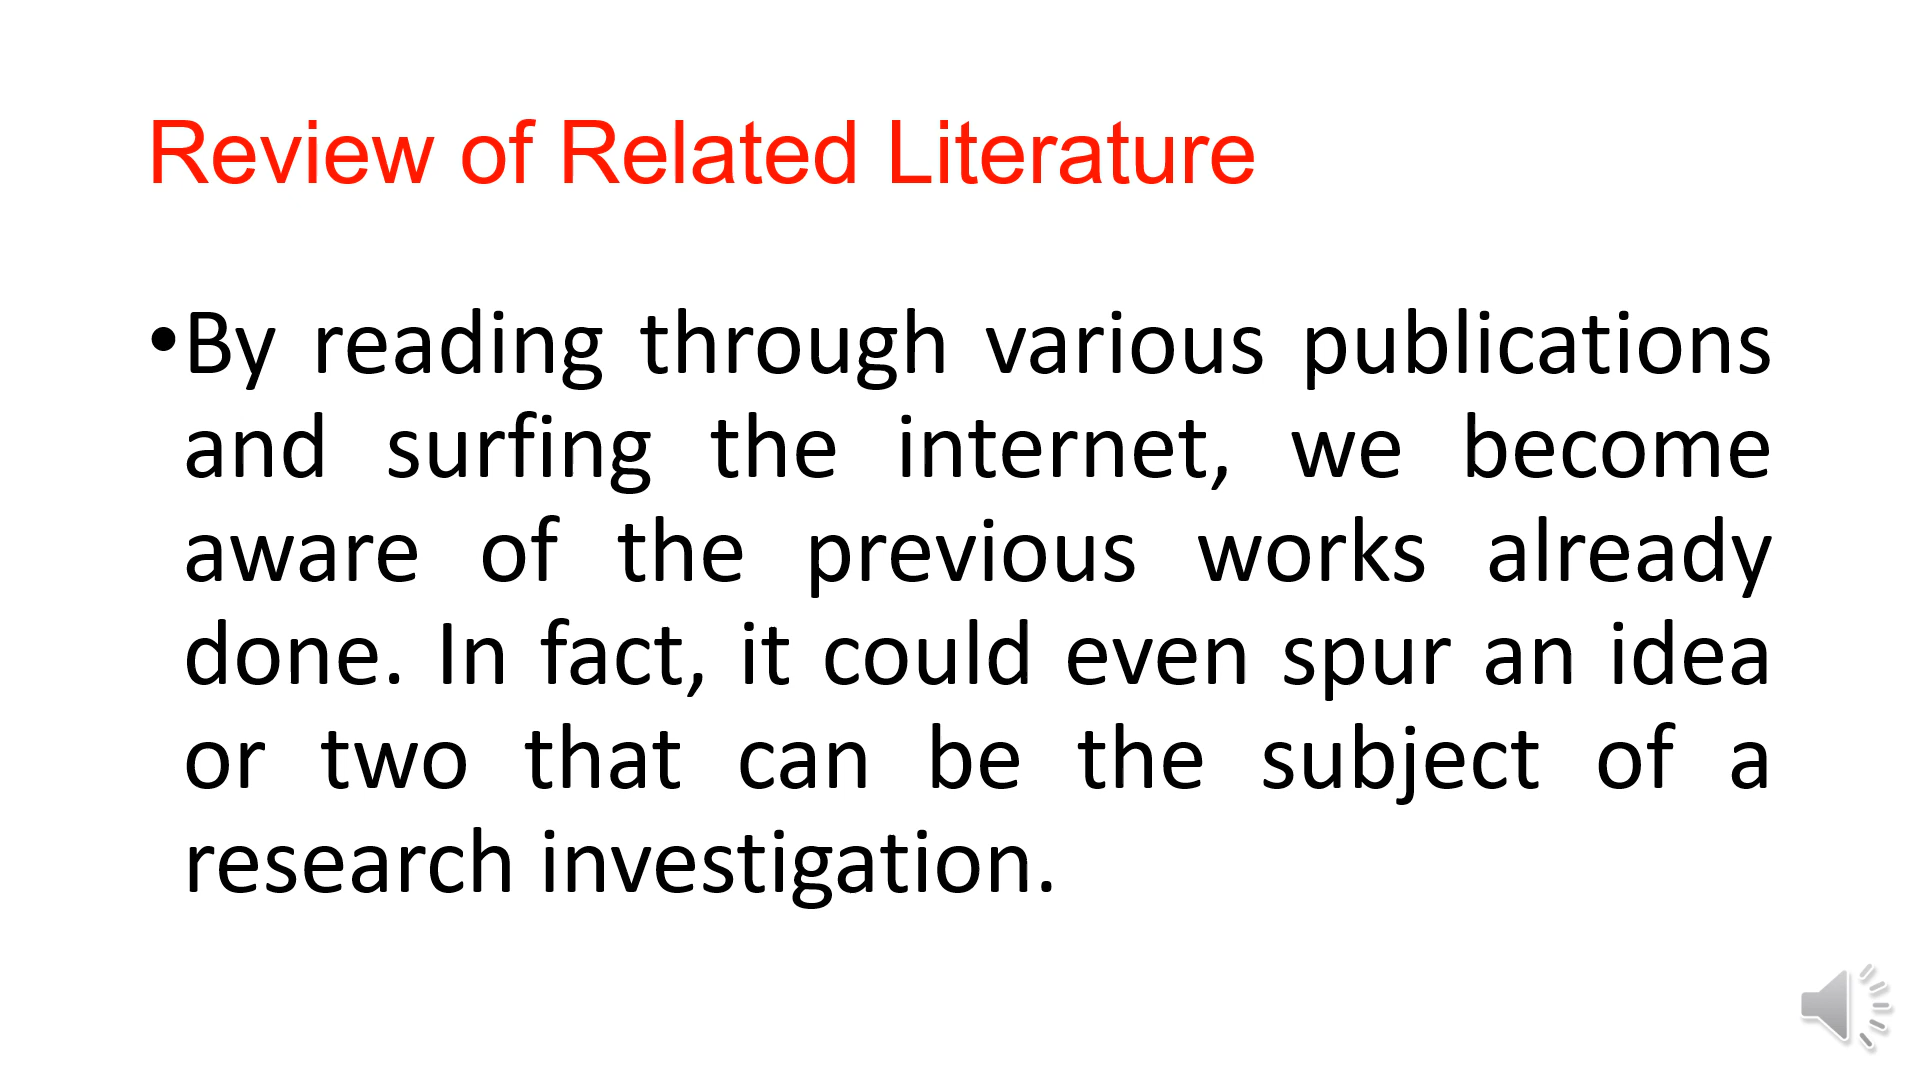 Review of Related Literature
•By reading through various publications
and surfing the internet, we become
aware of the previous works already
done. In fact, it could even spur an idea
or two that can be the subject of a
research investigation.